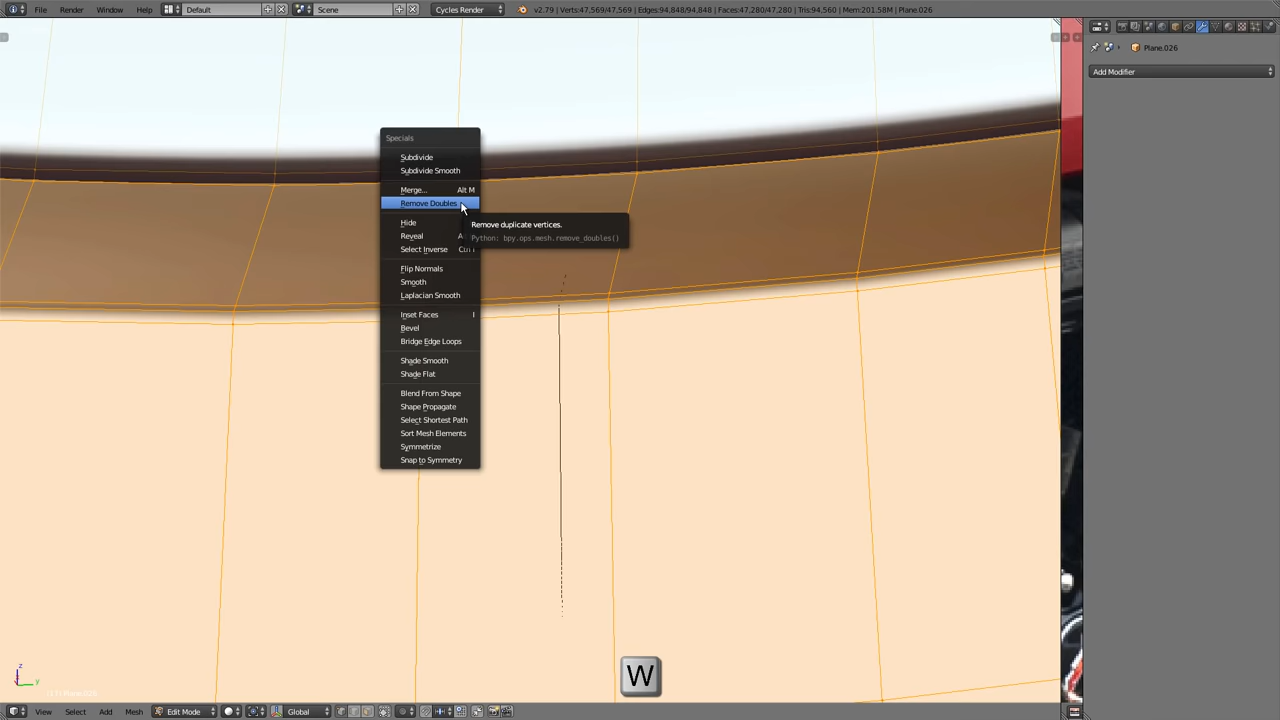 File Render Window Help Default Scene Cycles Render v2.79 | Verts:47,569/47,569 | Edges:94,848/94,848 | Faces:47,280/47,280 | Tris:94,560 | Mem:201.58M | Plane.026
Plane.026
Add Modifier
Specials
Subdivide
Subdivide Smooth
Merge... Alt M
Remove Doubles
Remove duplicate vertices.
Python: bpy.ops.mesh.remove_doubles()
Hide
Reveal
Select Inverse
Flip Normals
Smooth
Laplacian Smooth
Inset Faces I
Bevel
Bridge Edge Loops
Shade Smooth
Shade Flat
Blend From Shape
Shape Propagate
Select Shortest Path
Sort Mesh Elements
Symmetrize
Snap to Symmetry
W
z
y
(17) Plane.026
View Select Add Mesh Edit Mode Global